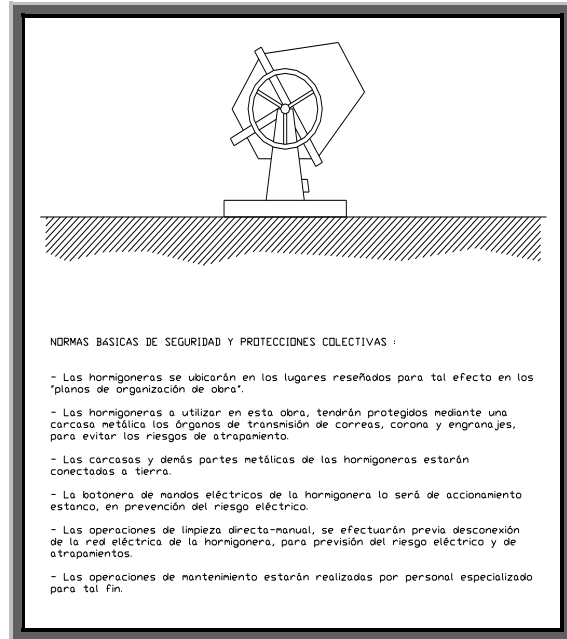 NORMAS BáSICAS DE SEGURIDAD Y PROTECCIONES COLECTIVAS :
- Las hormigoneras se ubicarán en los lugares reseñados para tal efecto en los
"planos de organización de obra".
- Las hormigoneras a utilizar en esta obra, tendrán protegidos mediante una
carcasa metálica los órganos de transmisión de correas, corona y engranajes,
para evitar los riesgos de atrapamiento.
- Las carcasas y demás partes metálicas de las hormigoneras estarán
conectadas a tierra.
- La botonera de mandos eléctricos de la hormigonera lo será de accionamiento
estanco, en prevención del riesgo eléctrico.
- Las operaciones de limpieza directa-manual, se efectuarán previa desconexión
de la red eléctrica de la hormigonera, para previsión del riesgo eléctrico y de
atrapamientos.
- Las operaciones de mantenimiento estarán realizadas por personal especializado
para tal fin.